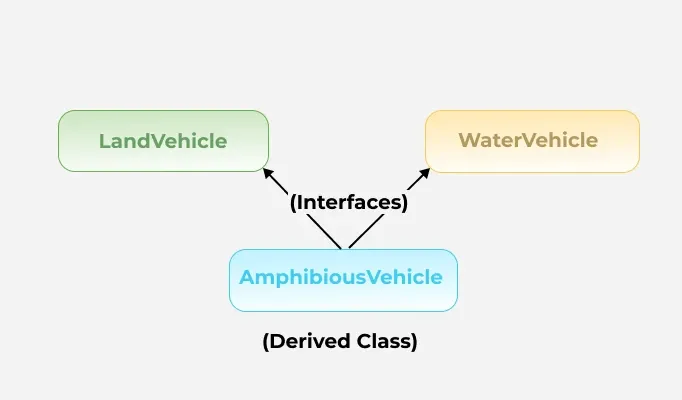 LandVehicle
WaterVehicle
(Interfaces)
AmphibiousVehicle
(Derived Class)